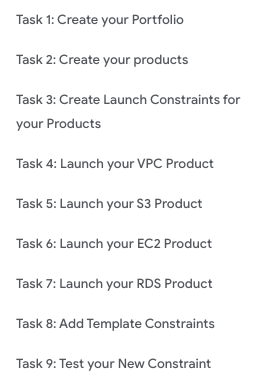 Task 1: Create your Portfolio
Task 2: Create your products
Task 3: Create Launch Constraints for
your Products
Task 4: Launch your VPC Product
Task 5: Launch your S3 Product
Task 6: Launch your EC2 Product
Task 7: Launch your RDS Product
Task 8: Add Template Constraints
Task 9: Test your New Constraint